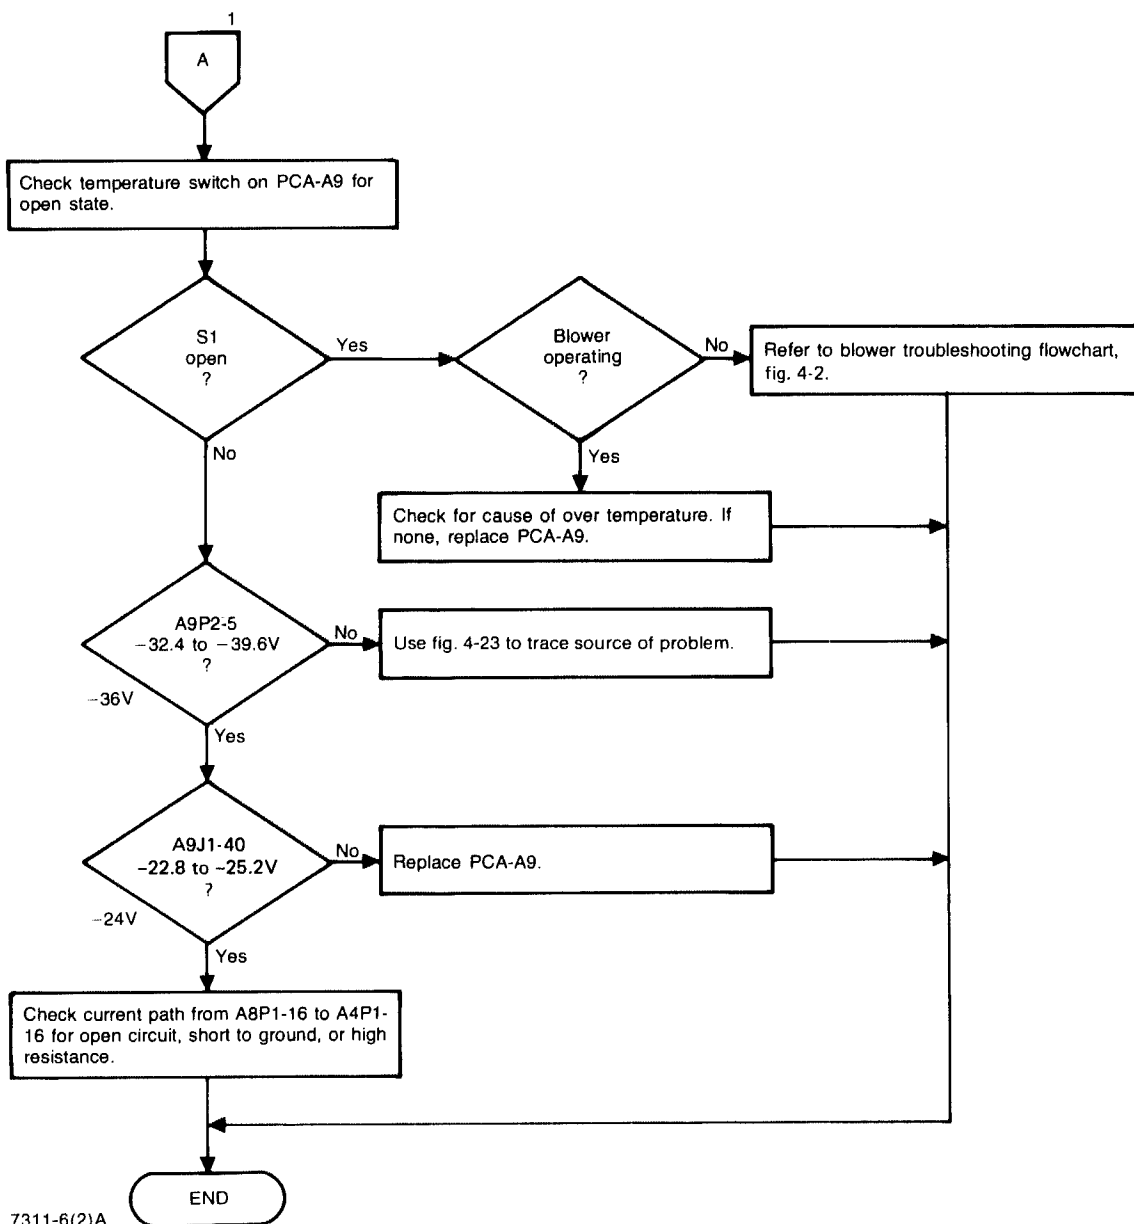 1
A
Check temperature switch on PCA-A9 for
open state.
S1
open
?
Yes
No
Blower
operating
?
No
Yes
Refer to blower troubleshooting flowchart,
fig. 4-2.
Check for cause of over temperature. If
none, replace PCA-A9.
A9P2-5
−32.4 to −39.6V
?
−36V
No
Yes
Use fig. 4-23 to trace source of problem.
A9J1-40
-22.8 to -25.2V
?
−24V
No
Yes
Replace PCA-A9.
Check current path from A8P1-16 to A4P1-
16 for open circuit, short to ground, or high
resistance.
END
7311-6(2)A